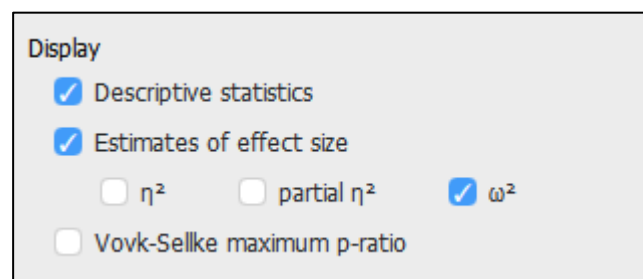 Display
Descriptive statistics
Estimates of effect size
η² partial η² ω²
Vovk-Sellke maximum p-ratio